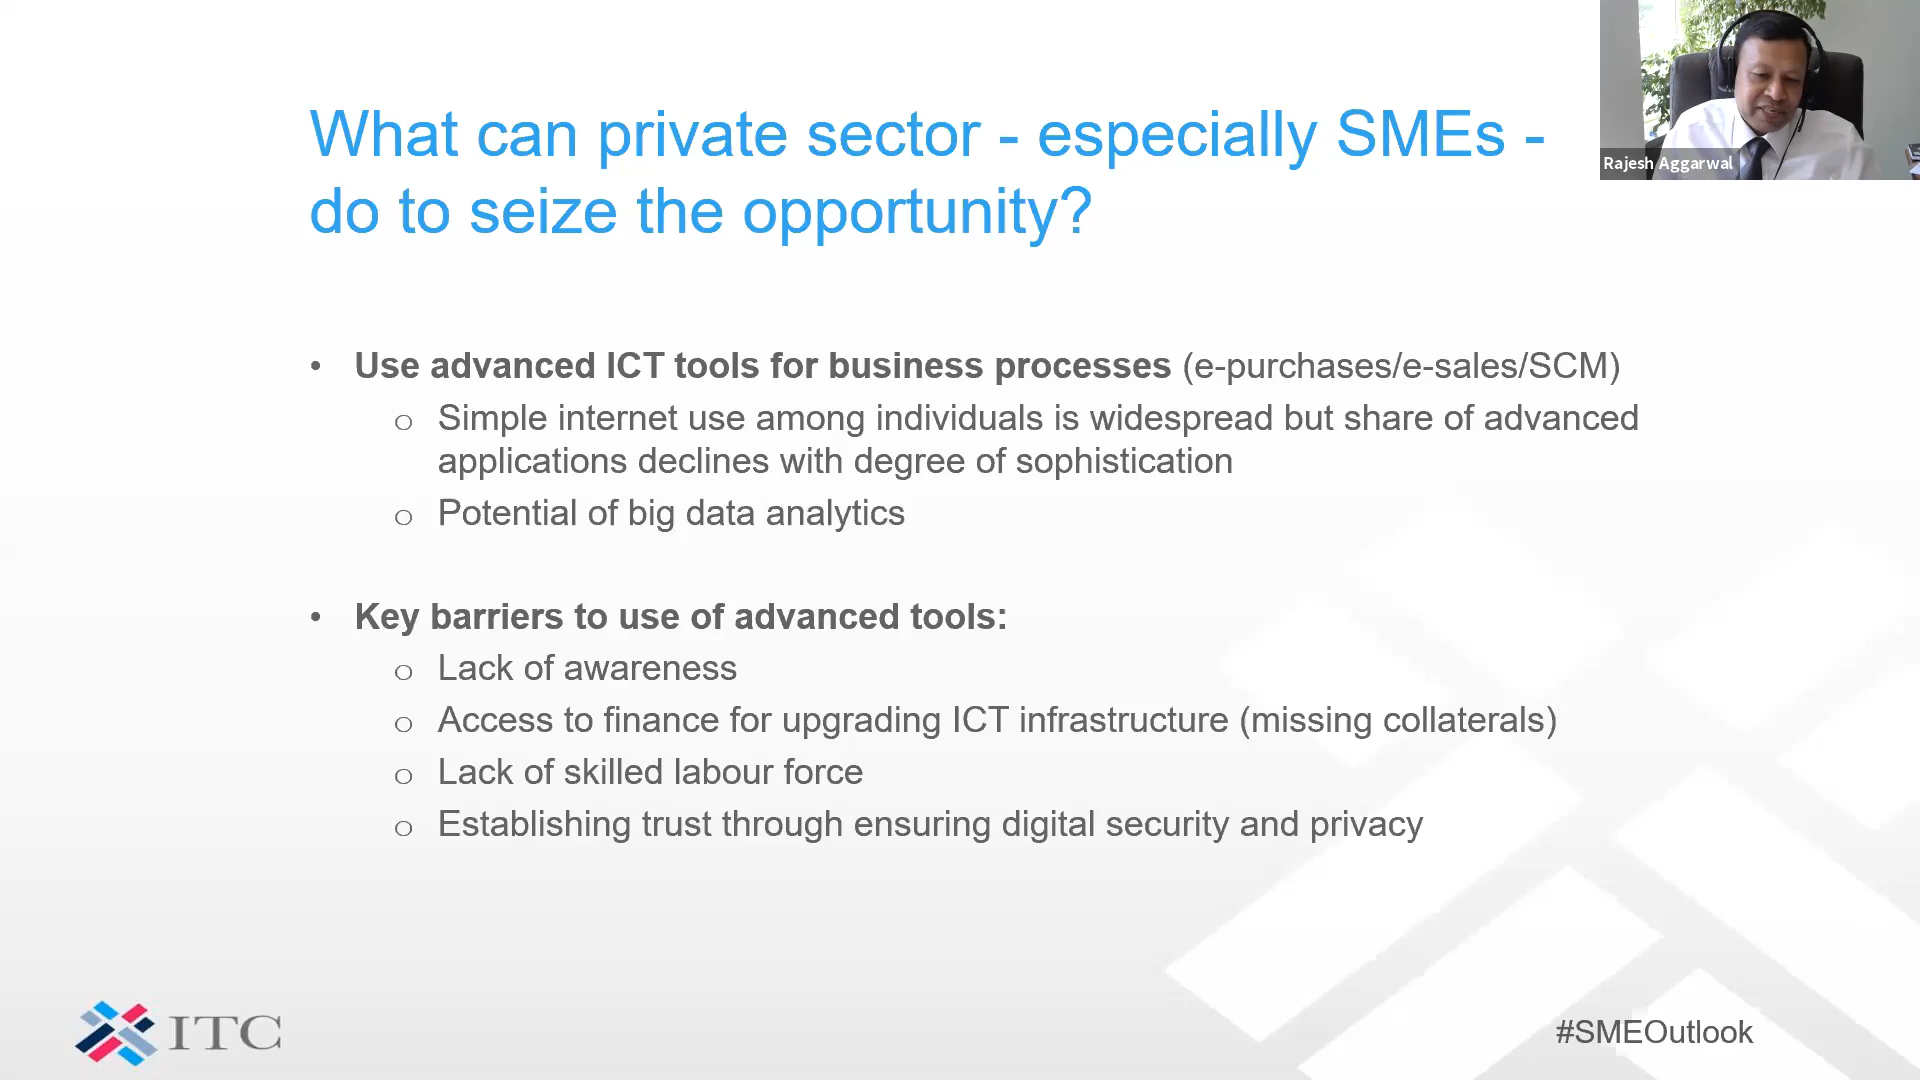 What can private sector - especially SMEs -
do to seize the opportunity?
Rajesh Aggarwal
• Use advanced ICT tools for business processes (e-purchases/e-sales/SCM)
o Simple internet use among individuals is widespread but share of advanced
applications declines with degree of sophistication
o Potential of big data analytics
• Key barriers to use of advanced tools:
o Lack of awareness
o Access to finance for upgrading ICT infrastructure (missing collaterals)
o Lack of skilled labour force
o Establishing trust through ensuring digital security and privacy
ITC
#SMEOutlook